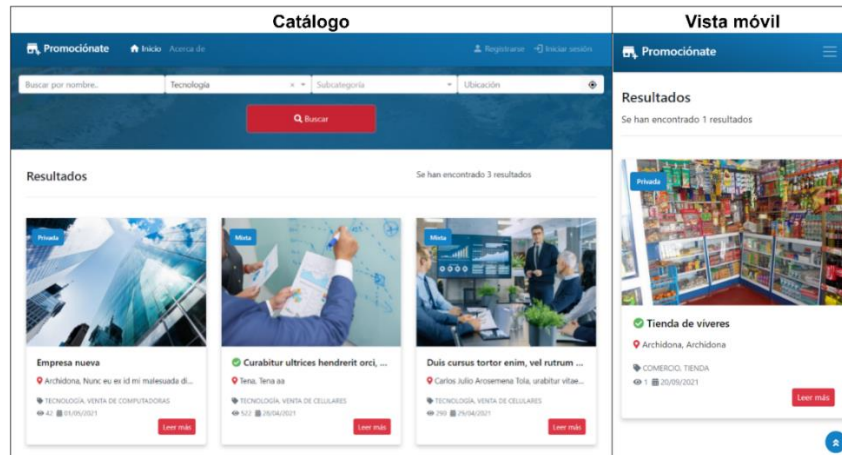 Catálogo
Vista móvil
Promociónate Inicio Acerca de Registrarse Iniciar sesión
Buscar por nombre.. Tecnología × Subcategoría Ubicación
Buscar
Resultados
Se han encontrado 3 resultados
Privada
Empresa nueva
Archidona, Nunc eu ex id mi malesuada di...
TECNOLOGÍA, VENTA DE COMPUTADORAS
42 01/05/2021
Leer más
Mixta
Curabitur ultrices hendrerit orci, ...
Tena, Tena aa
TECNOLOGÍA, VENTA DE CELULARES
522 28/04/2021
Leer más
Mixta
Duis cursus tortor enim, vel rutrum ...
Carlos Julio Arosemena Tola, urabitur vitae...
TECNOLOGÍA, VENTA DE CELULARES
290 29/04/2021
Leer más
Promociónate
Resultados
Se han encontrado 1 resultados
Privada
Tienda de víveres
Archidona, Archidona
COMERCIO, TIENDA
1 20/09/2021
Leer más